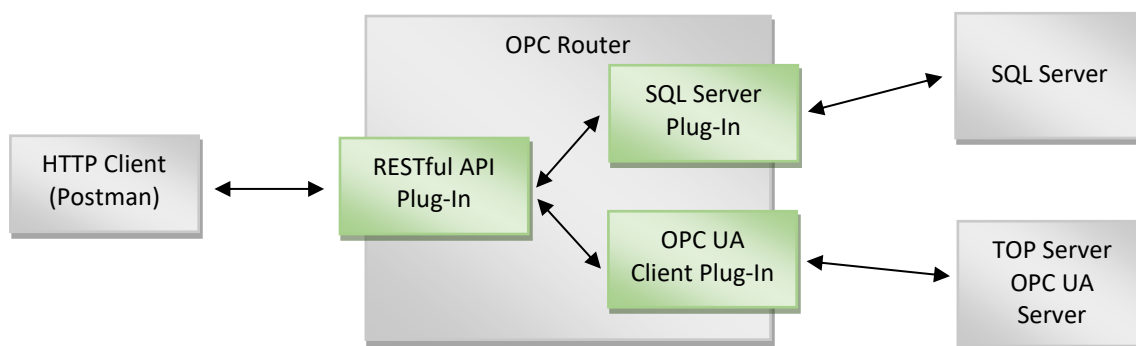 OPC Router
SQL Server
Plug-In
SQL Server
HTTP Client
(Postman)
RESTful API
Plug-In
OPC UA
Client Plug-In
TOP Server
OPC UA
Server